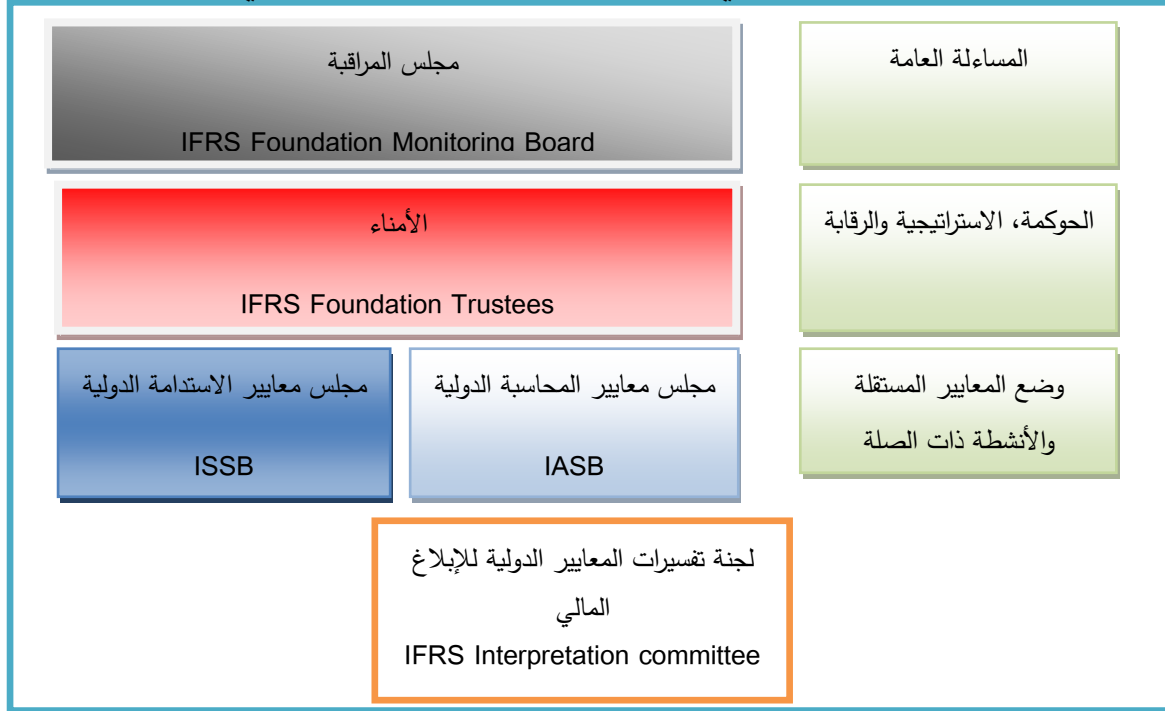 مجلس المراقبة
IFRS Foundation Monitoring Board
المساءلة العامة
الأمناء
IFRS Foundation Trustees
الحوكمة، الاستراتيجية والرقابة
مجلس معايير الاستدامة الدولية
ISSB
مجلس معايير المحاسبة الدولية
IASB
وضع المعايير المستقلة
والأنشطة ذات الصلة
لجنة تفسيرات المعايير الدولية للإبلاغ
المالي
IFRS Interpretation committee